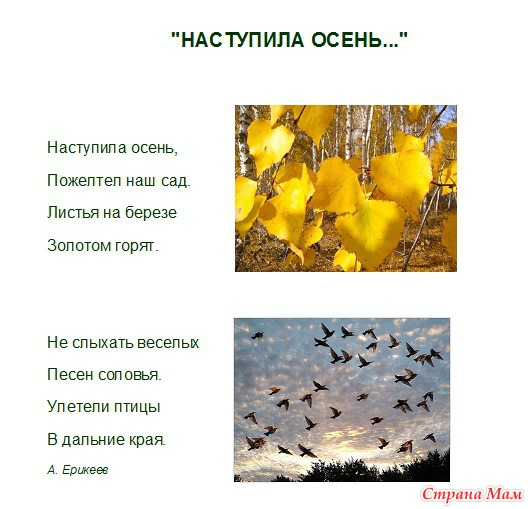 "НАСТУПИЛА ОСЕНЬ..."
Наступила осень,
Пожелтел наш сад.
Листья на березе
Золотом горят.
Не слыхать веселых
Песен соловья.
Улетели птицы
В дальние края.
А. Ерикеев
Страна Мам